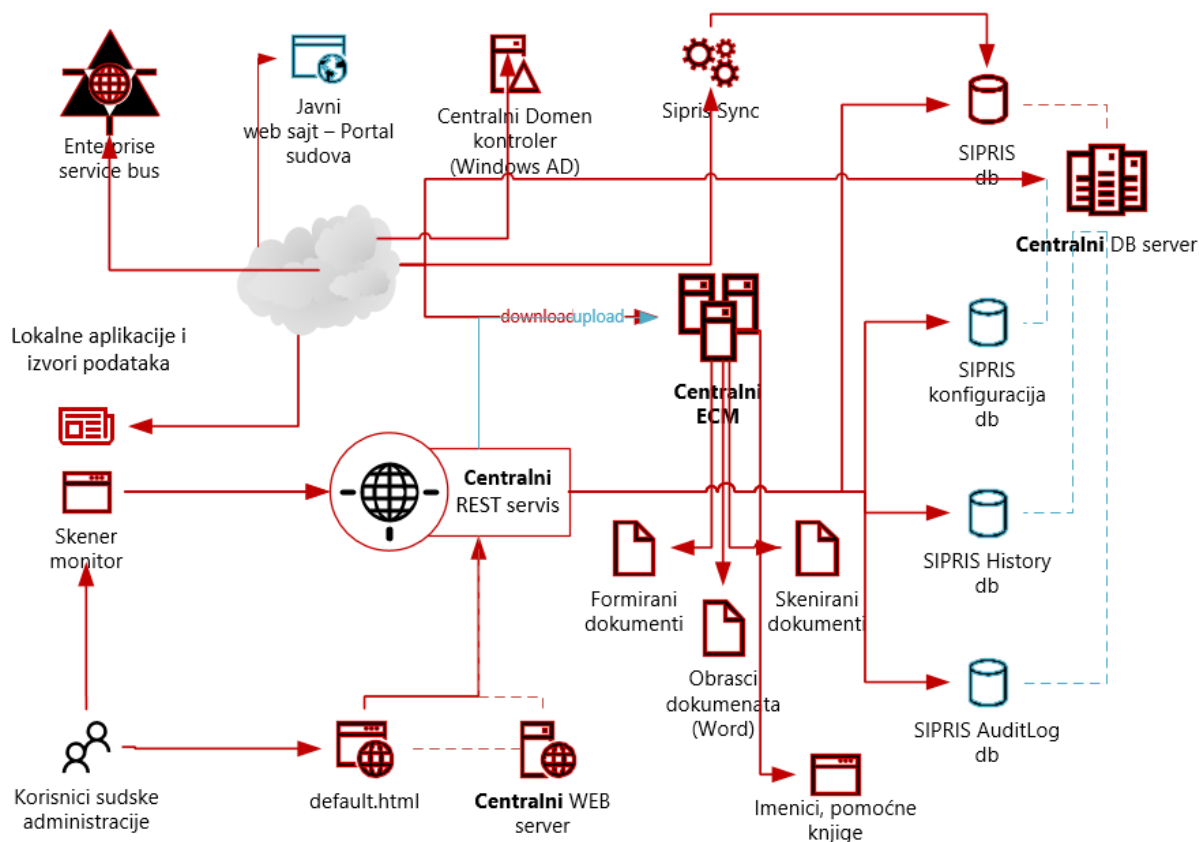 Enterprise
service bus
Javni
web sajt – Portal
sudova
Centralni Domen
kontroler
(Windows AD)
Sipris Sync
SIPRIS
db
Centralni DB server
Lokalne aplikacije i
izvori podataka
download
upload
Centralni
ECM
SIPRIS
konfiguracija
db
Skener
monitor
Centralni
REST servis
SIPRIS History
db
Formirani
dokumenti
Skenirani
dokumenti
Obrasci
dokumenata
(Word)
SIPRIS AuditLog
db
Korisnici sudske
administracije
default.html
Centralni WEB
server
Imenici, pomoćne
knjige